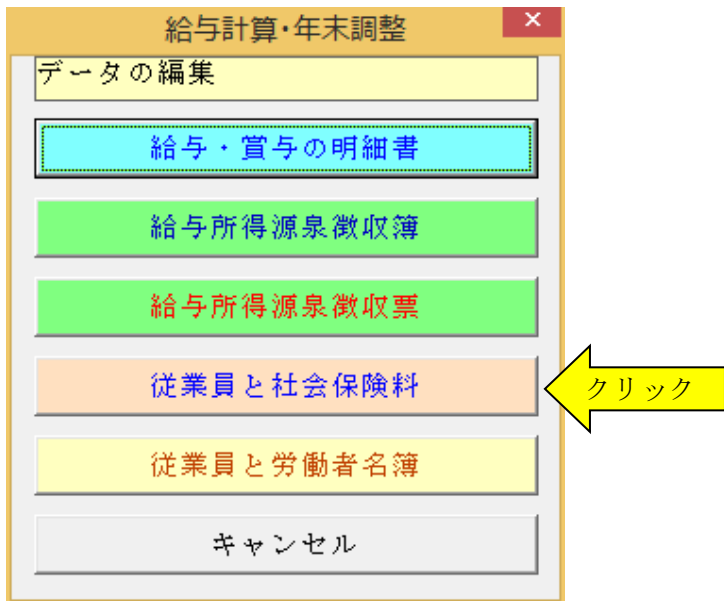 給与計算・年末調整
データの編集
給与・賞与の明細書
給与所得源泉徴収簿
給与所得源泉徴収票
従業員と社会保険料
クリック
従業員と労働者名簿
キャンセル